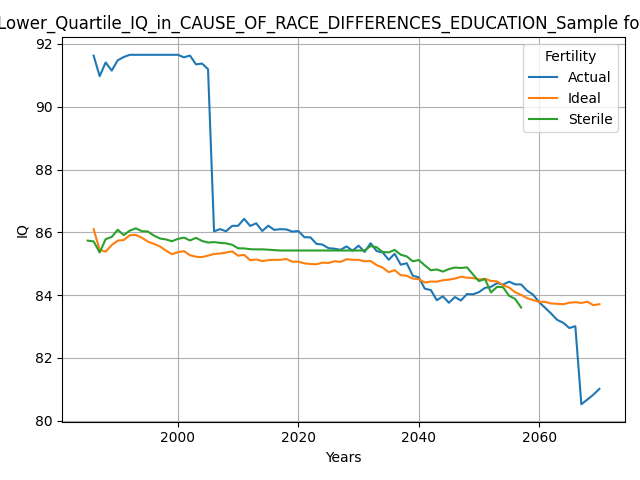 Lower_Quartile_IQ_in_CAUSE_OF_RACE_DIFFERENCES_EDUCATION_Sample fo
92
90
88
86
84
82
80
IQ
Fertility
Actual
Ideal
Sterile
2000
2020
2040
2060
Years